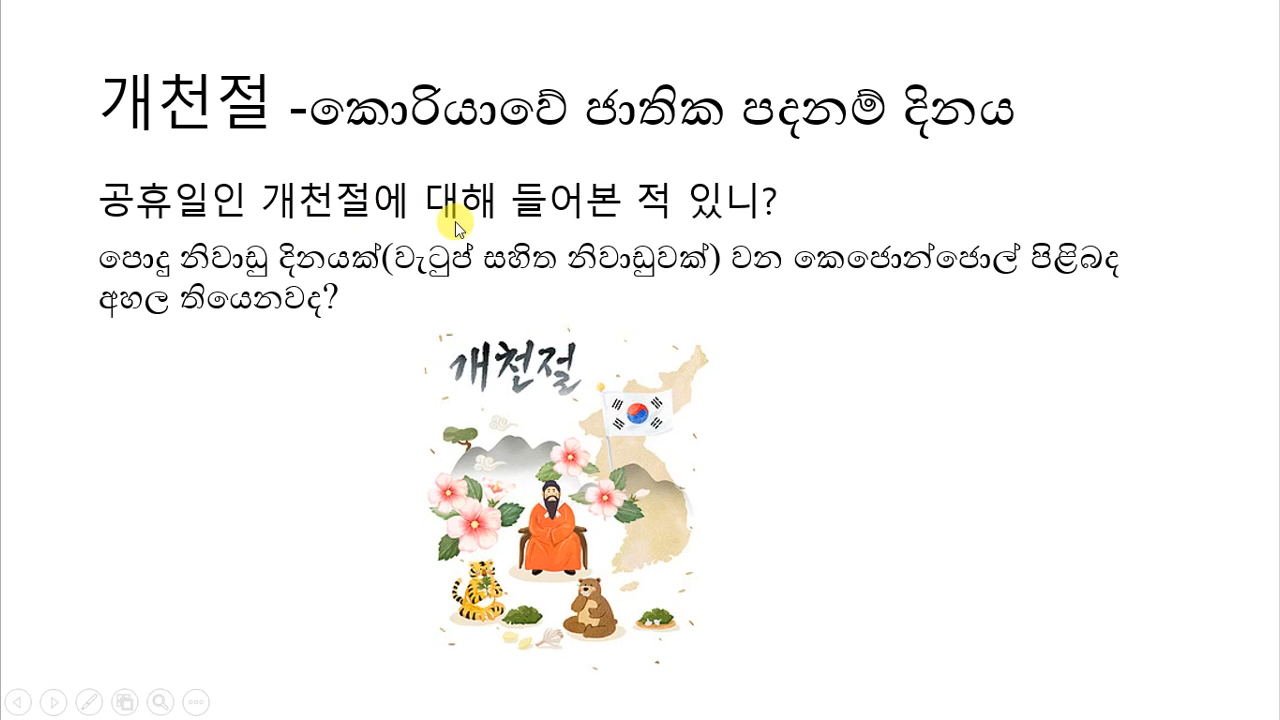 개천절 -කොරියාවේ ජාතික පදනම් දිනය
공휴일인 개천절에 대해 들어본 적 있니?
පොදු නිවාඩු දිනයක්(වැටුප් සහිත නිවාඩුවක්) වන කෙජොන්ජොල් පිළිබද
අහල තියෙනවද?
개천절